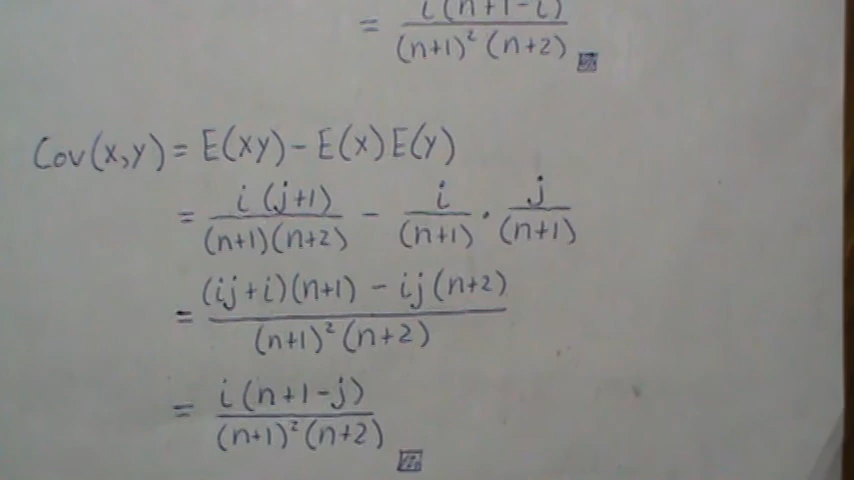 = i(n+1-i) / (n+1)² (n+2)
Cov(x,y) = E(xy) - E(x)E(y)
= i(j+1) / (n+1)(n+2) - i / (n+1) · j / (n+1)
= (ij+i)(n+1) - ij(n+2) / (n+1)² (n+2)
= i(n+1-j) / (n+1)² (n+2)